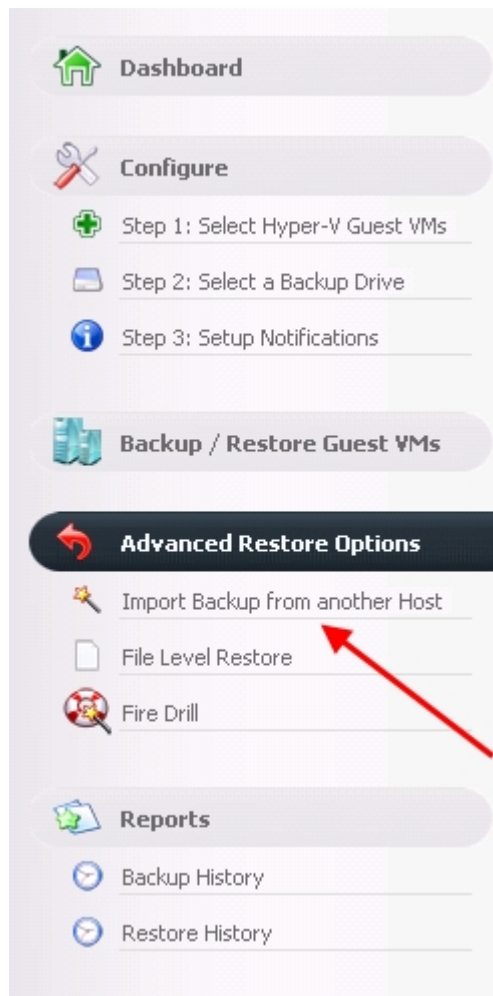 Dashboard
Configure
Step 1: Select Hyper-V Guest VMs
Step 2: Select a Backup Drive
Step 3: Setup Notifications
Backup / Restore Guest VMs
Advanced Restore Options
Import Backup from another Host
File Level Restore
Fire Drill
Reports
Backup History
Restore History